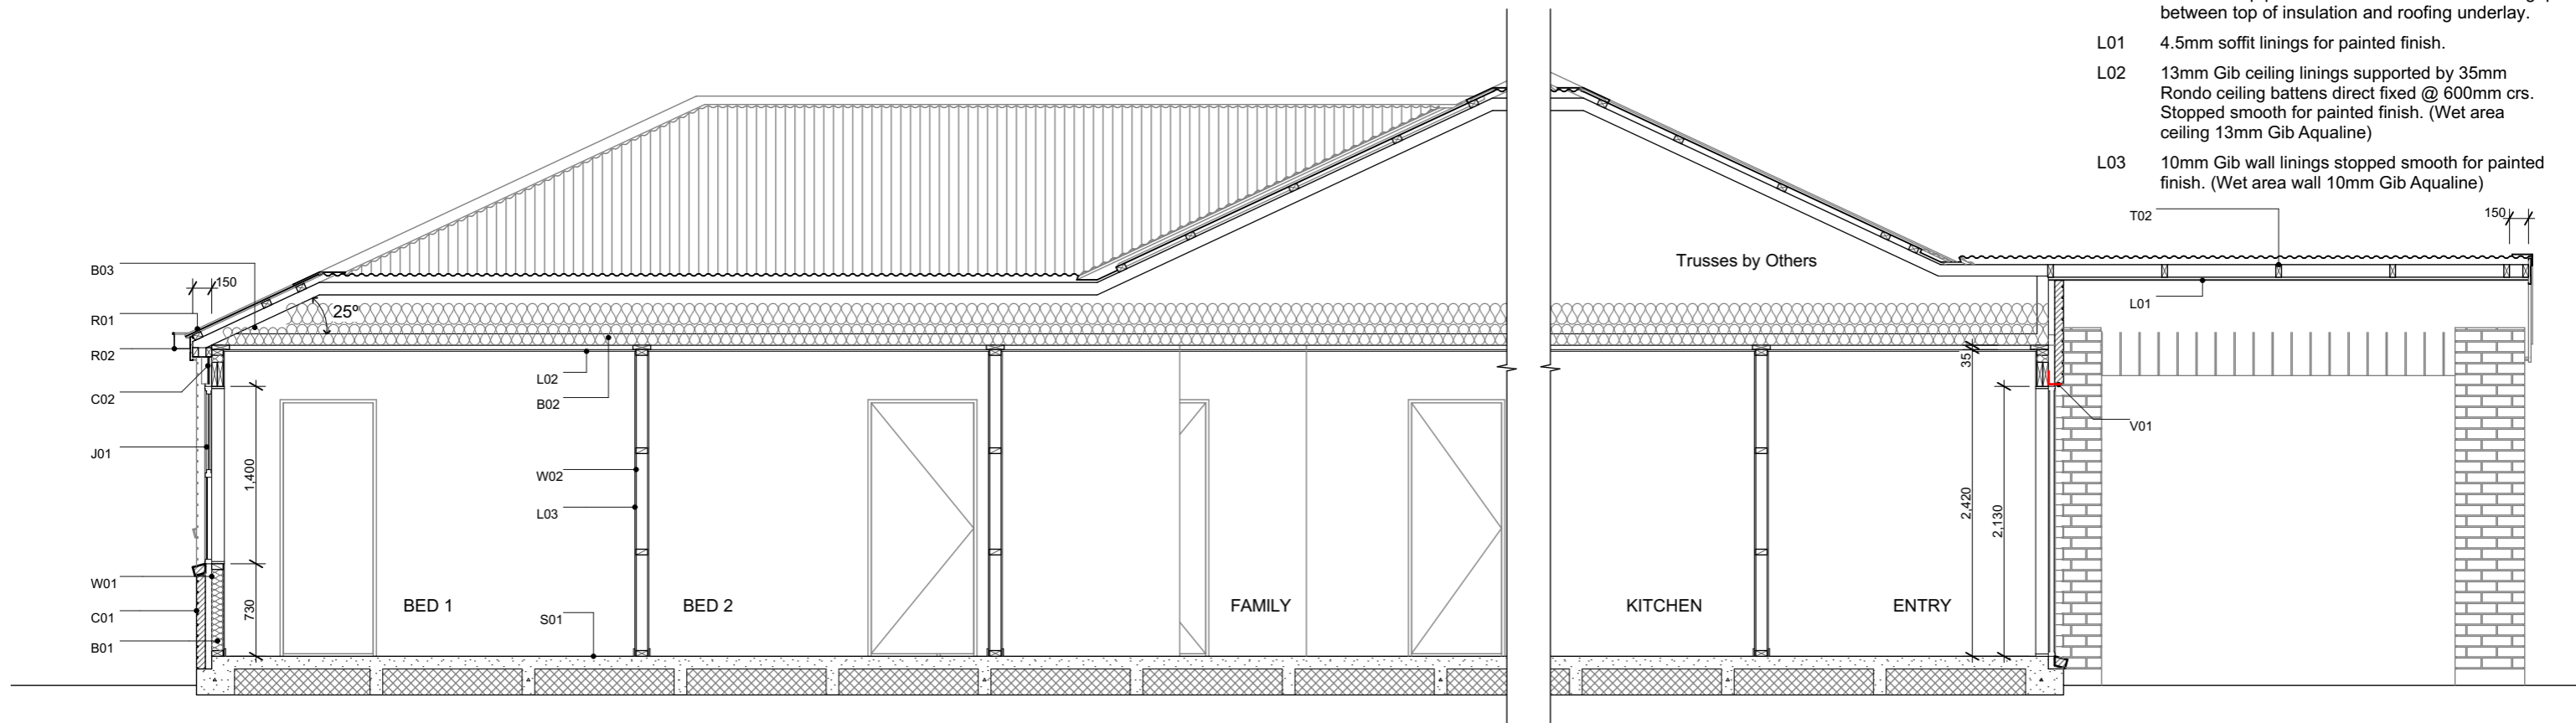 between top of insulation and roofing underlay.
L01 4.5mm soffit linings for painted finish.
L02 13mm Gib ceiling linings supported by 35mm
Rondo ceiling battens direct fixed @ 600mm crs.
Stopped smooth for painted finish. (Wet area
ceiling 13mm Gib Aqualine)
L03 10mm Gib wall linings stopped smooth for painted
finish. (Wet area wall 10mm Gib Aqualine)
T02
150
Trusses by Others
B03
150
L01
R01
25º
R02
35
L02
C02
B02
V01
J01
1,400
W02
2,420
2,130
L03
W01
BED 1
BED 2
FAMILY
KITCHEN
ENTRY
C01
730
S01
B01